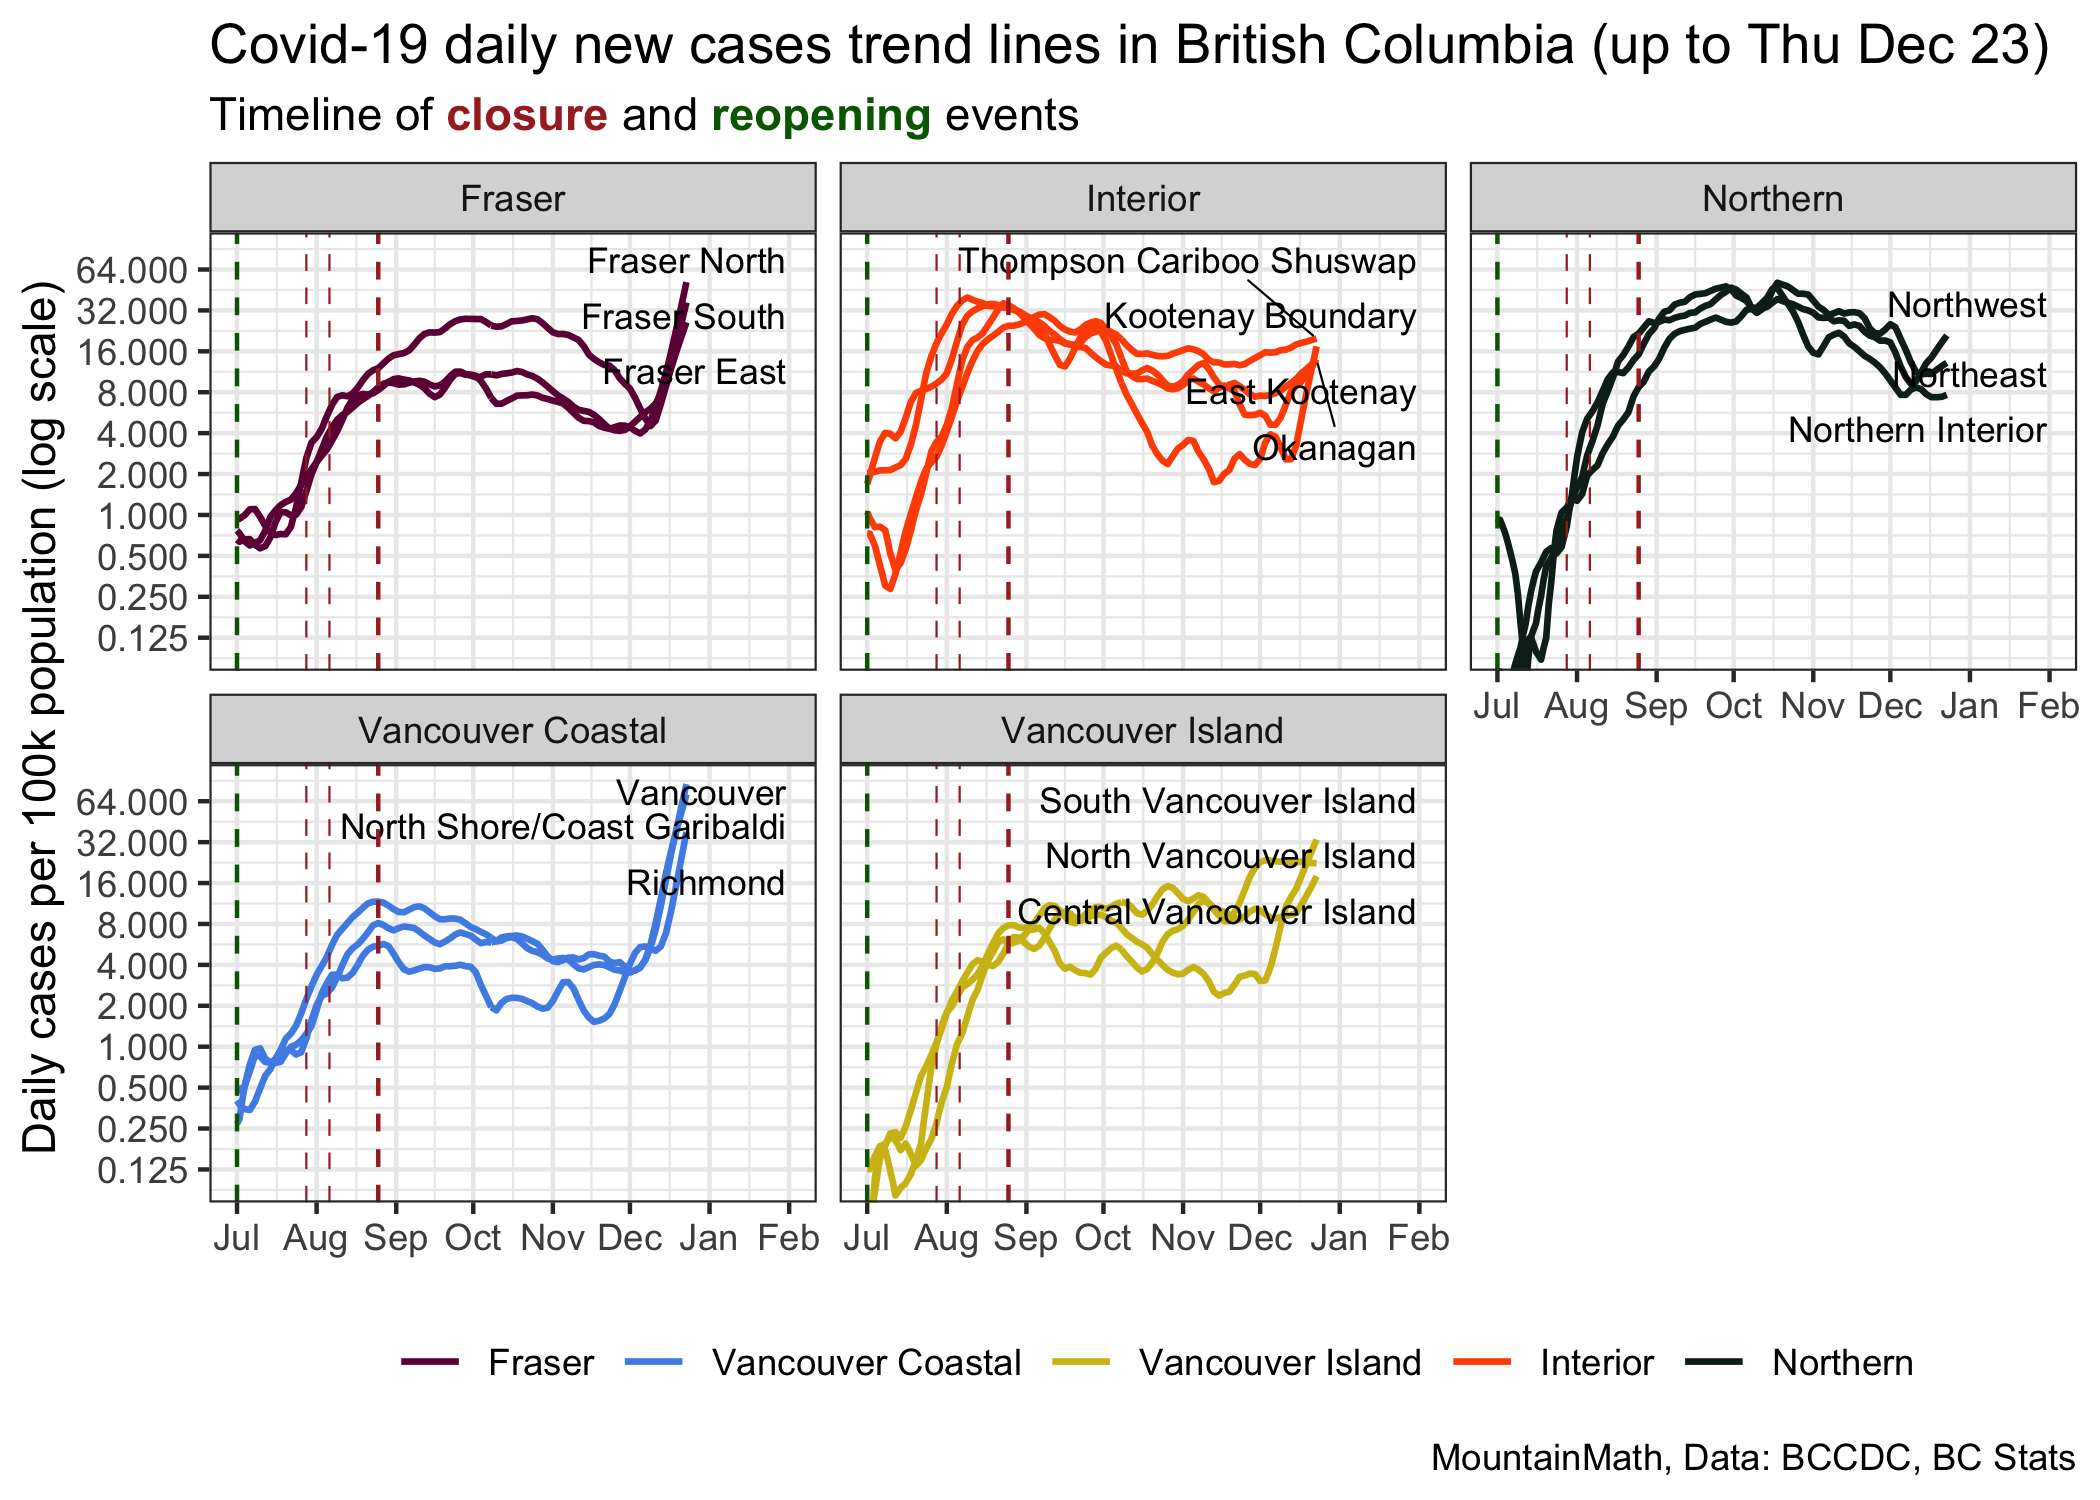 Covid-19 daily new cases trend lines in British Columbia (up to Thu Dec 23)
Timeline of closure and reopening events
Daily cases per 100k population (log scale)
Fraser
64.000
32.000
16.000
8.000
4.000
2.000
1.000
0.500
0.250
0.125
Fraser North
Fraser South
Fraser East
Interior
Thompson Cariboo Shuswap
Kootenay Boundary
East Kootenay
Okanagan
Northern
Northwest
Northeast
Northern Interior
Jul Aug Sep Oct Nov Dec Jan Feb
Vancouver Coastal
64.000
32.000
16.000
8.000
4.000
2.000
1.000
0.500
0.250
0.125
Vancouver
North Shore/Coast Garibaldi
Richmond
Jul Aug Sep Oct Nov Dec Jan Feb
Vancouver Island
South Vancouver Island
North Vancouver Island
Central Vancouver Island
Jul Aug Sep Oct Nov Dec Jan Feb
Fraser Vancouver Coastal Vancouver Island Interior Northern
MountainMath, Data: BCCDC, BC Stats